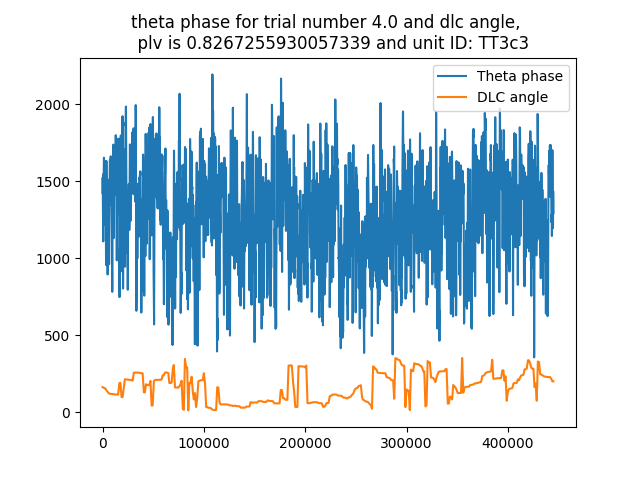 theta phase for trial number 4.0 and dlc angle,
plv is 0.8267255930057339 and unit ID: TT3c3
Theta phase
DLC angle
2000
1500
1000
500
0
0 100000 200000 300000 400000